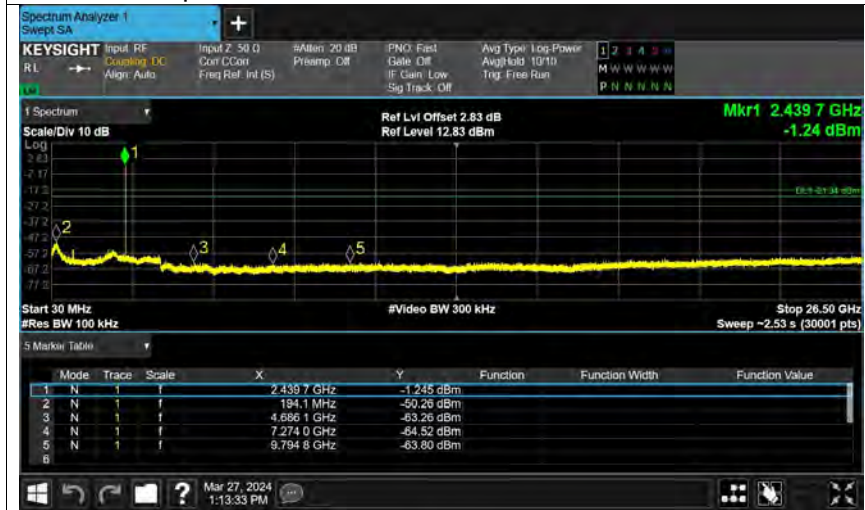 Spectrum Analyzer 1
Swept SA
+
KEYSIGHT Input: RF Input Z: 50 Ω #Atten: 20 dB PNO: Fast Avg Type: Log-Power 1 2 3 4 5 6
RL Coupling: DC Corr CCorr Preamp: Off Gate: Off Avg|Hold: 10/10 M W W W W W
Align: Auto Freq Ref: Int (S) IF Gain: Low Trig: Free Run
Sig Track: Off P N N N N N
1 Spectrum Ref Lvl Offset 2.83 dB Mkr1 2.439 7 GHz
Scale/Div 10 dB Ref Level 12.83 dBm -1.24 dBm
Log
2.83
-7.17
-17.2
-27.2
-37.2
-47.2
-57.2
-67.2
-77.2
1
2
3
4
5
Start 30 MHz #Video BW 300 kHz Stop 26.50 GHz
#Res BW 100 kHz Sweep ~2.53 s (30001 pts)
5 Marker Table
Mode Trace Scale X Y Function Function Width Function Value
1 N 1 f 2.439 7 GHz -1.245 dBm
2 N 1 f 194.1 MHz -50.26 dBm
3 N 1 f 4.686 1 GHz -63.26 dBm
4 N 1 f 7.274 0 GHz -64.52 dBm
5 N 1 f 9.794 8 GHz -63.80 dBm
6
? Mar 27, 2024
1:13:33 PM